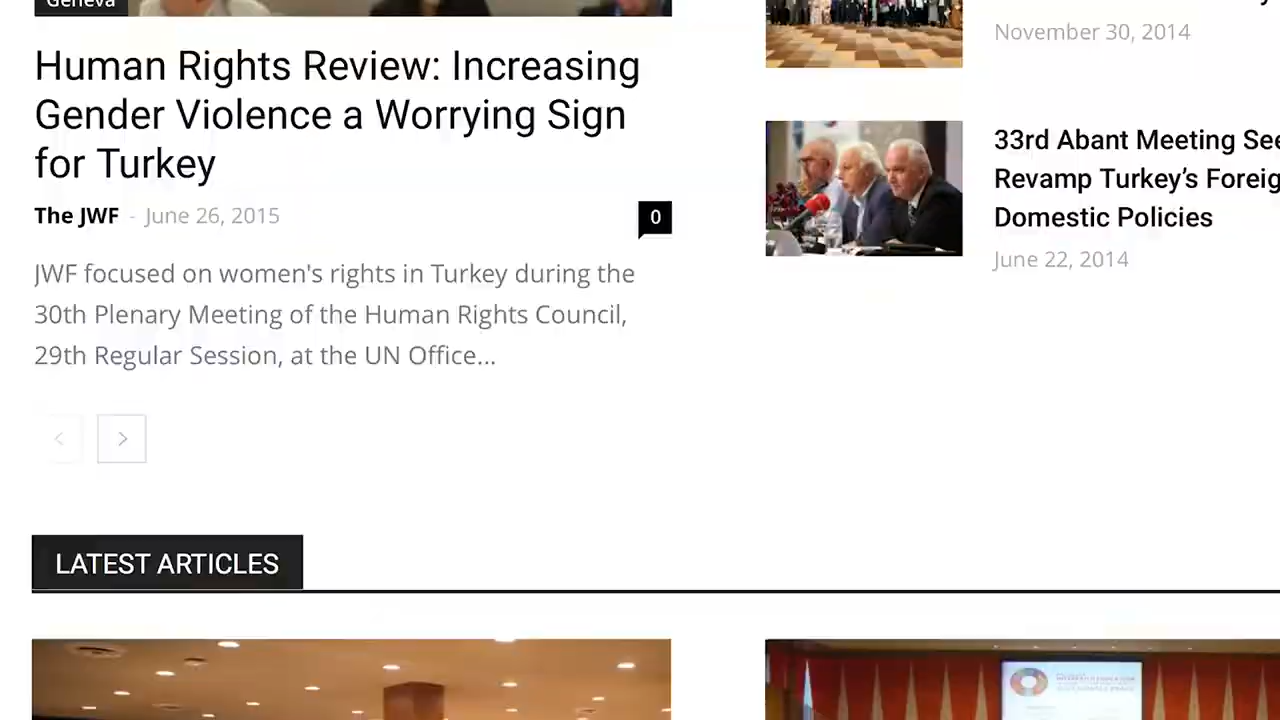 Geneva
Human Rights Review: Increasing
Gender Violence a Worrying Sign
for Turkey
The JWF - June 26, 2015
0
JWF focused on women's rights in Turkey during the
30th Plenary Meeting of the Human Rights Council,
29th Regular Session, at the UN Office...
November 30, 2014
33rd Abant Meeting See
Revamp Turkey’s Foreig
Domestic Policies
June 22, 2014
LATEST ARTICLES